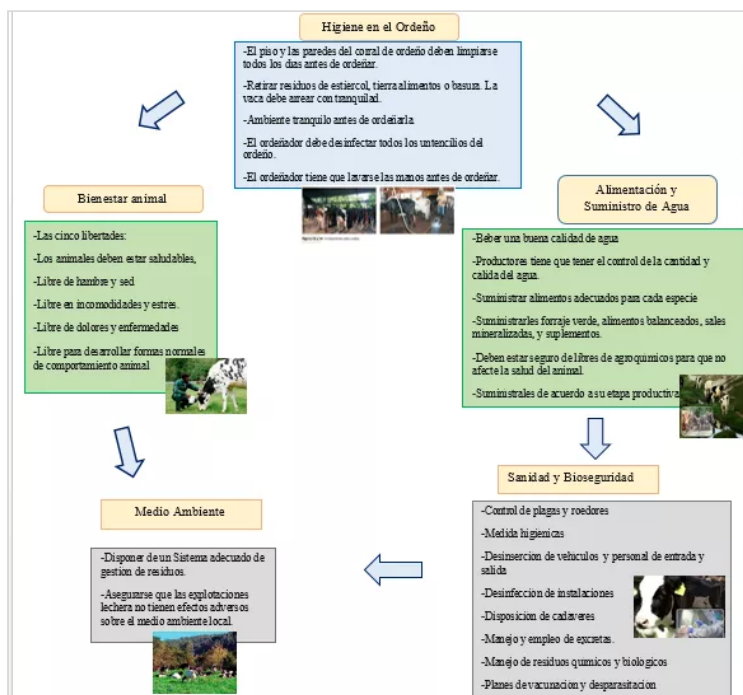 Higiene en el Ordeño
-El piso y las paredes del corral de ordeño deben limpiarse
todos los dias antes de ordeñar.
-Retirar residuos de estiercol, tierra alimentos o basura. La
vaca debe arrear con tranquilad.
-Ambiente tranquilo antes de ordeñarla
-El ordeñador debe desinfectar todos los untencilios del
ordeño.
-El ordeñador tiene que lavarse las manos antes de ordeñar.
Bienestar animal
-Las cinco libertades:
-Los animales deben estar saludables,
-Libre de hambre y sed
-Libre en incomodidades y estres.
-Libre de dolores y enfermedades
-Libre para desarrollar formas normales
de comportamiento animal
Alimentación y
Suministro de Agua
-Beber una buena calidad de agua
-Productores tiene que tener el control de la cantidad y
calida del agua.
-Suministrar alimentos adecuados para cada especie
-Suministrarles forraje verde, alimentos balanceados, sales
mineralizadas, y suplementos.
-Deben estar seguro de libres de agroquimicos para que no
afecte la salud del animal.
-Suministrales de acuerdo a su etapa productiva
Medio Ambiente
-Disponer de un Sistema adecuado de
gestion de residuos.
-Asegurarse que las explotaciones
lechera no tienen efectos adversos
sobre el medio ambiente local.
Sanidad y Bioseguridad
-Control de plagas y roedores
-Medida higienicas
-Desinsercion de vehiculos y personal de entrada y
salida
-Desinfeccion de instalaciones
-Disposicion de cadaveres
-Manejo y empleo de excretas.
-Manejo de residuos quimicos y biologicos
-Planes de vacunacion y desparasitacion